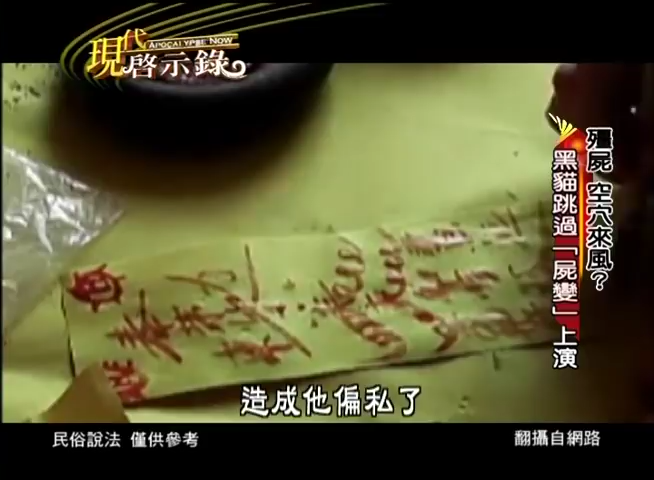 現代啓示錄
APOCALYPSE NOW
殭屍 空穴來風?
黑貓跳過「屍變」上演
造成他偏私了
民俗說法 僅供參考
翻攝自網路